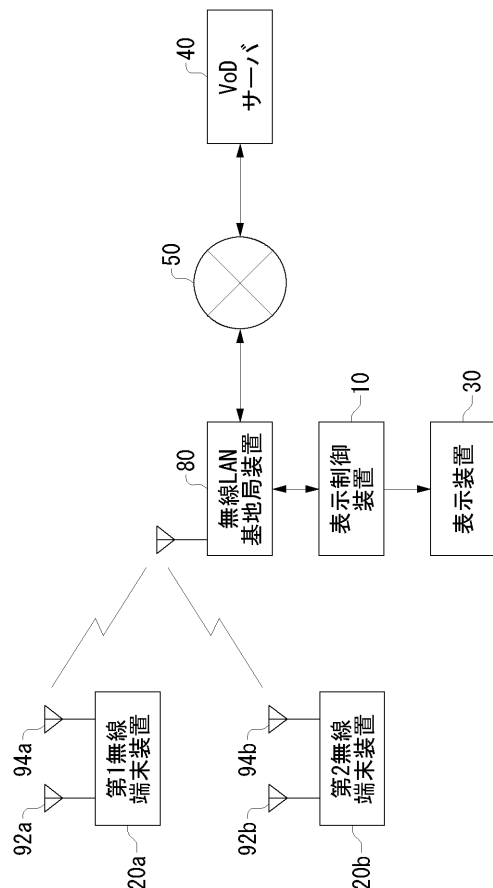 94a
92a
第1無線
端末装置
20a
94b
92b
第2無線
端末装置
20b
80
無線LAN
基地局装置
10
表示制御
装置
30
表示装置
50
40
VoD
サーバ